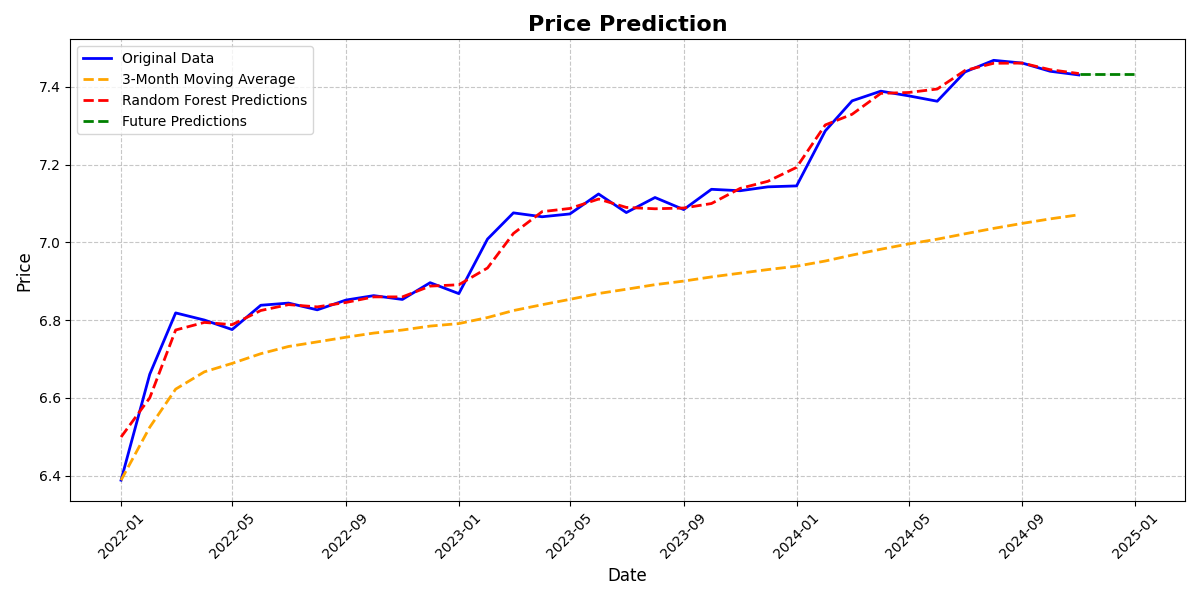 Price Prediction
Original Data
3-Month Moving Average
Random Forest Predictions
Future Predictions
Price
7.4
7.2
7.0
6.8
6.6
6.4
2022-01
2022-05
2022-09
2023-01
2023-05
2023-09
2024-01
2024-05
2024-09
2025-01
Date